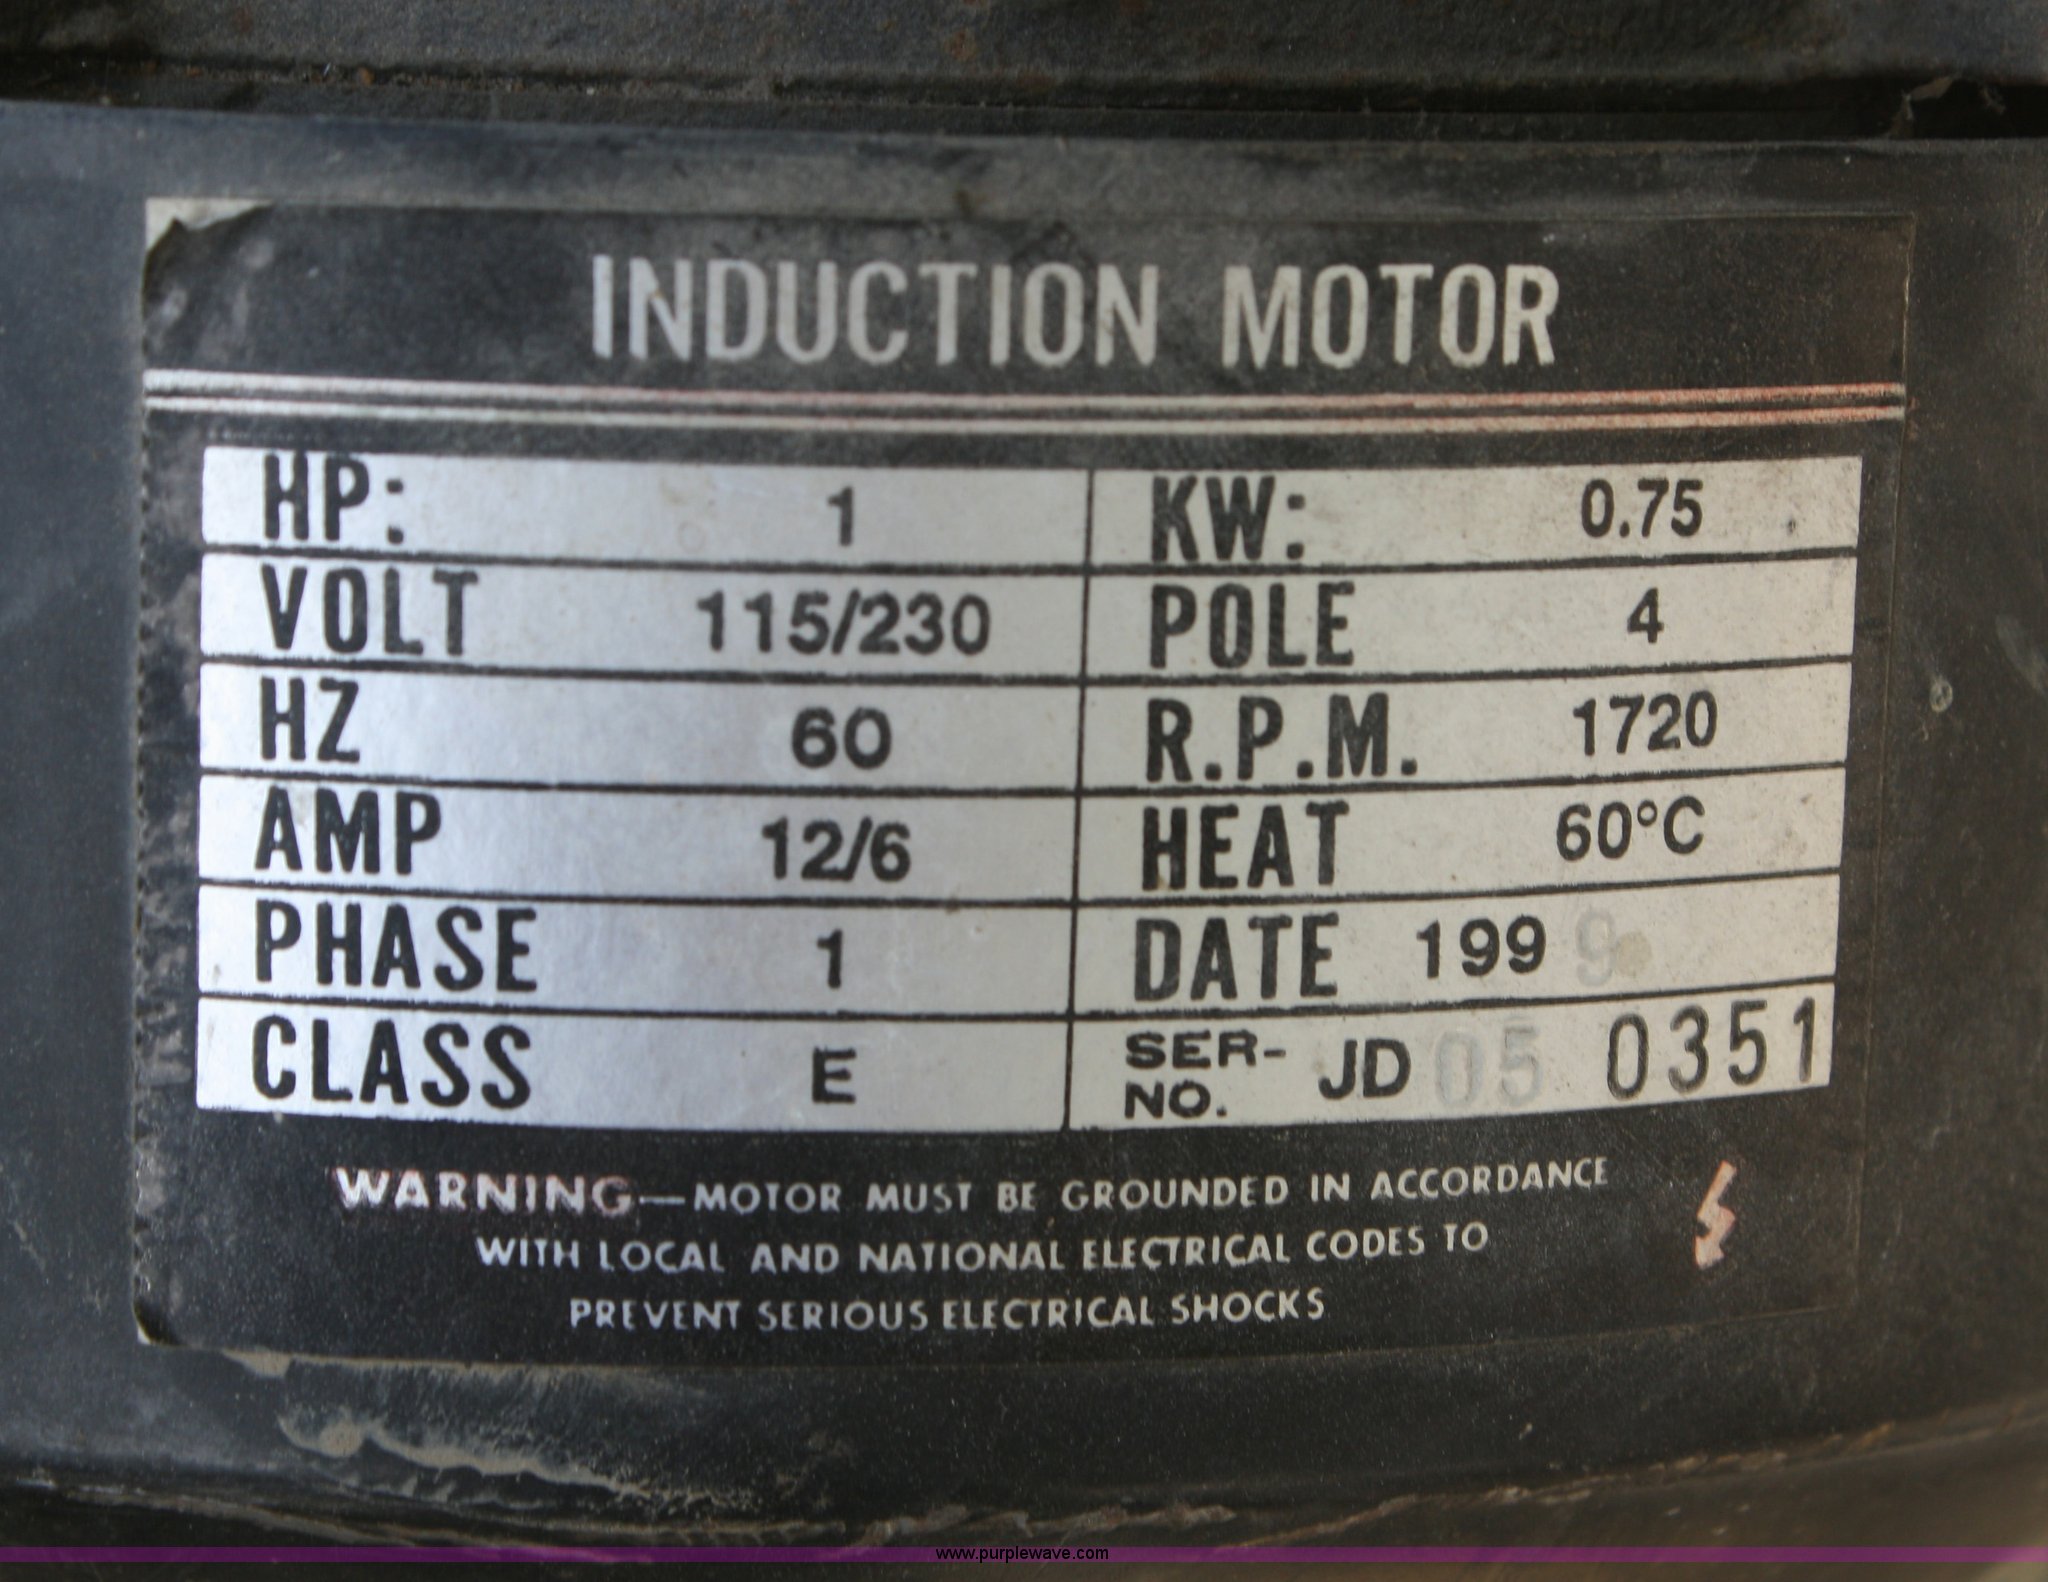 INDUCTION MOTOR
HP: 1 KW: 0.75
VOLT 115/230 POLE 4
HZ 60 R.P.M. 1720
AMP 12/6 HEAT 60°C
PHASE 1 DATE 199 9
CLASS E SER-NO. JD 05 0351
WARNING—MOTOR MUST BE GROUNDED IN ACCORDANCE
WITH LOCAL AND NATIONAL ELECTRICAL CODES TO
PREVENT SERIOUS ELECTRICAL SHOCKS
www.purplewave.com